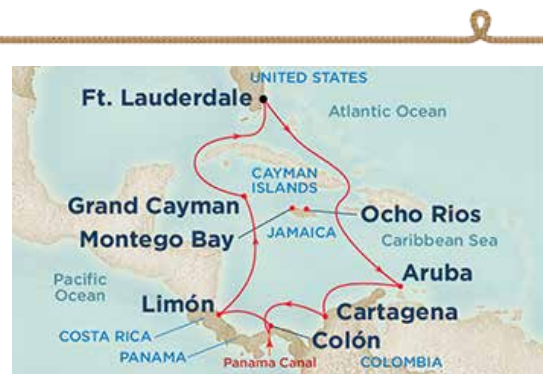 UNITED STATES
Ft. Lauderdale
Atlantic Ocean
CAYMAN
ISLANDS
Grand Cayman
Ocho Rios
Montego Bay
JAMAICA
Caribbean Sea
Pacific
Ocean
Aruba
Limón
Cartagena
COSTA RICA
Colón
PANAMA
Panama Canal
COLOMBIA